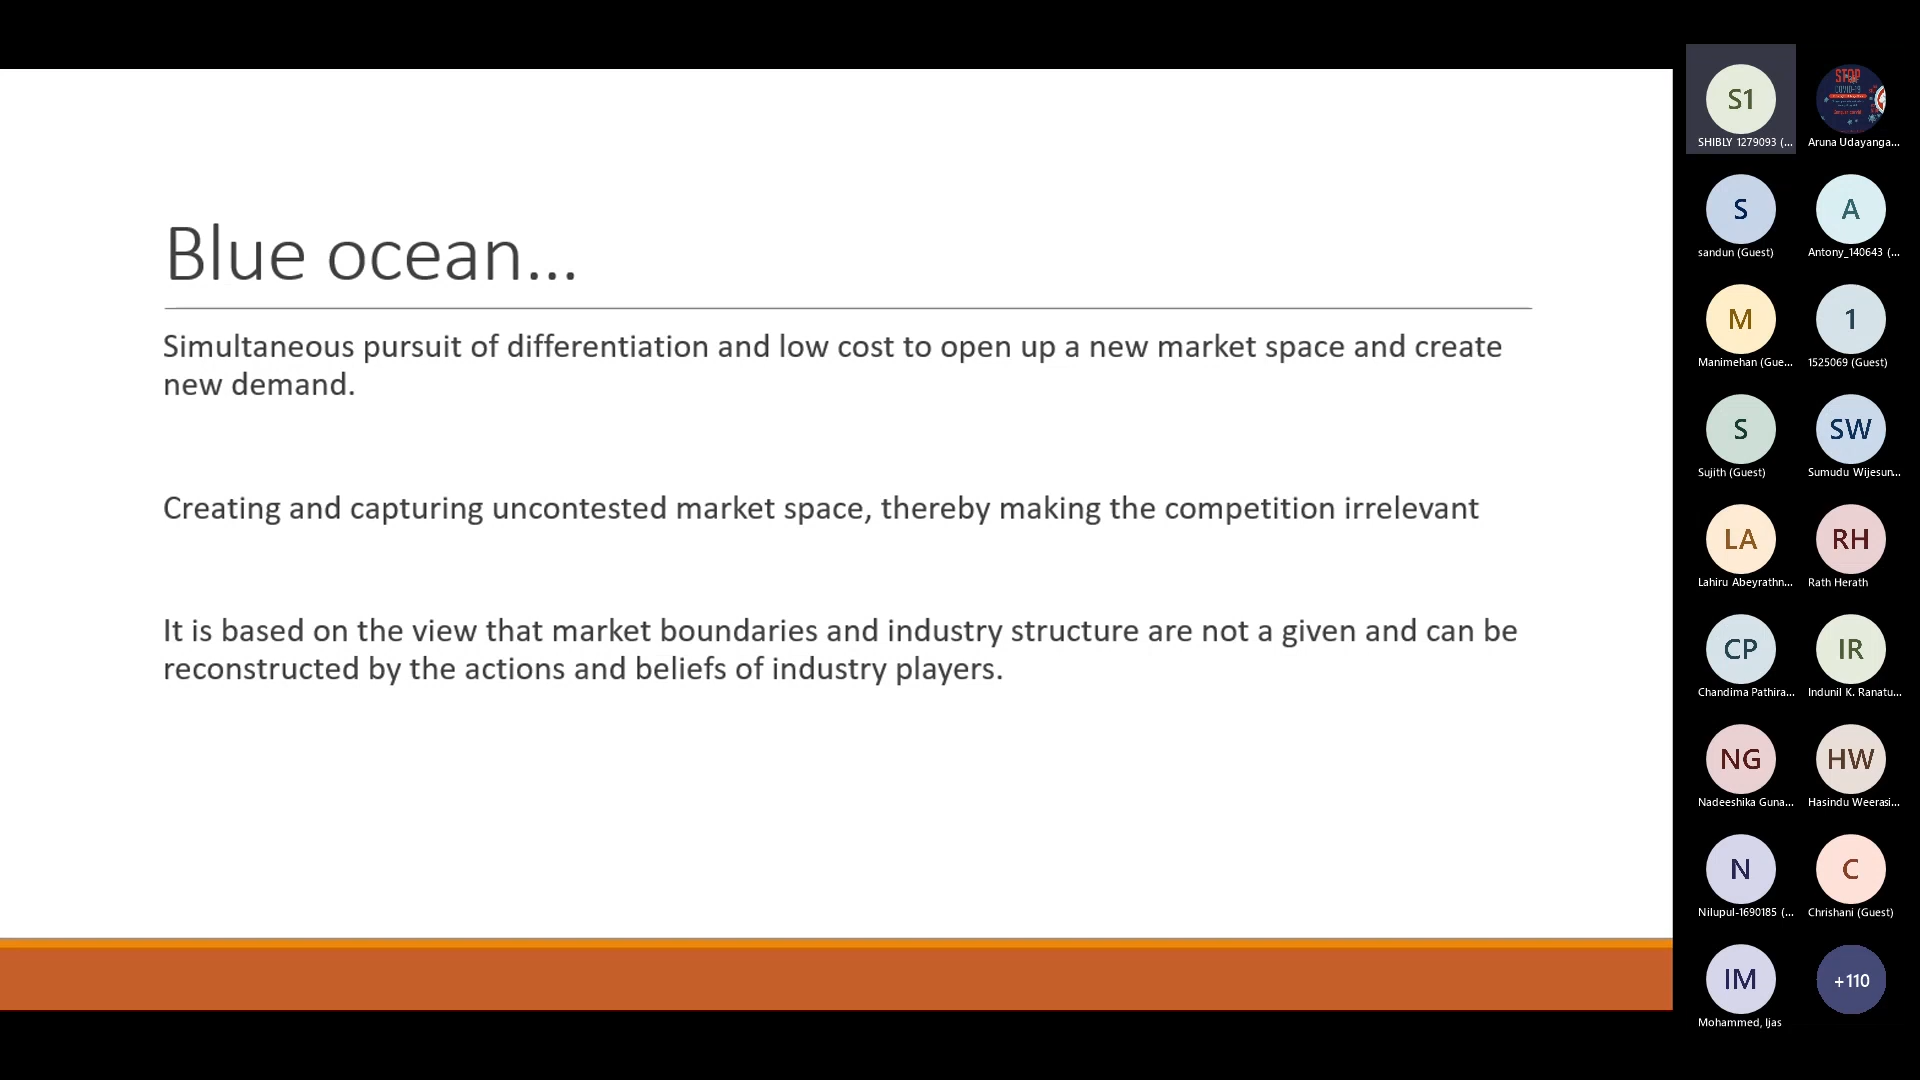 Blue ocean...
Simultaneous pursuit of differentiation and low cost to open up a new market space and create
new demand.
Creating and capturing uncontested market space, thereby making the competition irrelevant
It is based on the view that market boundaries and industry structure are not a given and can be
reconstructed by the actions and beliefs of industry players.
S1
SHIBLY 1279093 (...
STOP
COVID-19
Aruna Udayanga...
S
sandun (Guest)
A
Antony_140643 (...
M
Manimehan (Gue...
1
1525069 (Guest)
S
Sujith (Guest)
SW
Sumudu Wijesun...
LA
Lahiru Abeyrathn...
RH
Rath Herath
CP
Chandima Pathira...
IR
Indunil K. Ranatu...
NG
Nadeeshika Guna...
HW
Hasindu Weerasi...
N
Nilupul-1690185 (...
C
Chrishani (Guest)
IM
Mohammed, Ijas
+110